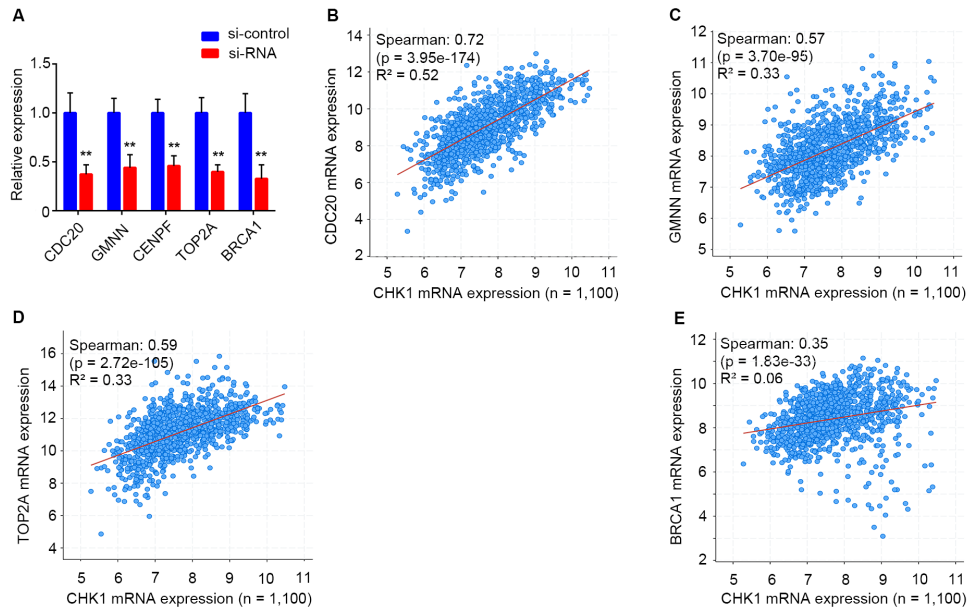 A
si-control
si-RNA
Relative expression
1.5
1.0
0.5
0
**
**
**
**
**
CDC20
GMNN
CENPF
TOP2A
BRCA1
B
Spearman: 0.72
(p = 3.95e-174)
R² = 0.52
CDC20 mRNA expression
14
12
10
8
6
4
2
5 6 7 8 9 10 11
CHK1 mRNA expression (n = 1,100)
C
Spearman: 0.57
(p = 3.70e-95)
R² = 0.33
GMNN mRNA expression
12
11
10
9
8
7
6
5
5 6 7 8 9 10 11
CHK1 mRNA expression (n = 1,100)
D
Spearman: 0.59
(p = 2.72e-105)
R² = 0.33
TOP2A mRNA expression
16
14
12
10
8
6
4
5 6 7 8 9 10 11
CHK1 mRNA expression (n = 1,100)
E
Spearman: 0.35
(p = 1.83e-33)
R² = 0.06
BRCA1 mRNA expression
12
10
8
6
4
2
5 6 7 8 9 10 11
CHK1 mRNA expression (n = 1,100)